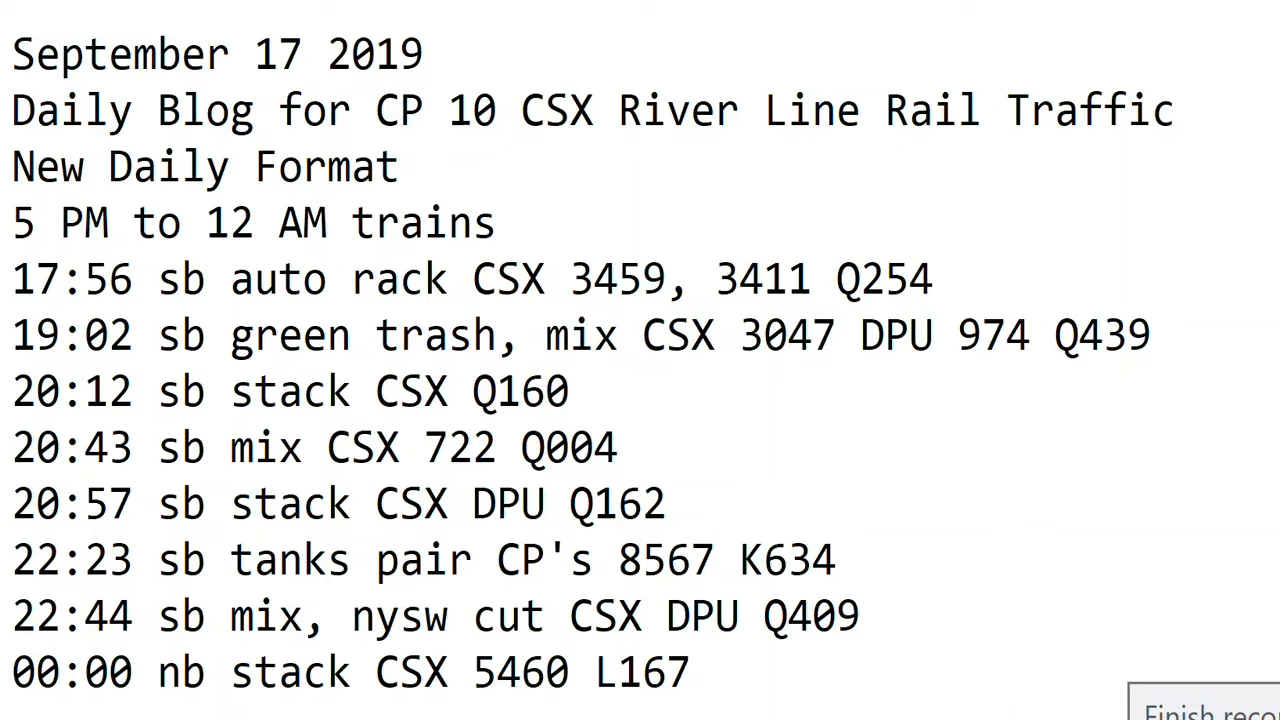 September 17 2019
Daily Blog for CP 10 CSX River Line Rail Traffic
New Daily Format
5 PM to 12 AM trains
17:56 sb auto rack CSX 3459, 3411 Q254
19:02 sb green trash, mix CSX 3047 DPU 974 Q439
20:12 sb stack CSX Q160
20:43 sb mix CSX 722 Q004
20:57 sb stack CSX DPU Q162
22:23 sb tanks pair CP's 8567 K634
22:44 sb mix, nysw cut CSX DPU Q409
00:00 nb stack CSX 5460 L167
Finish